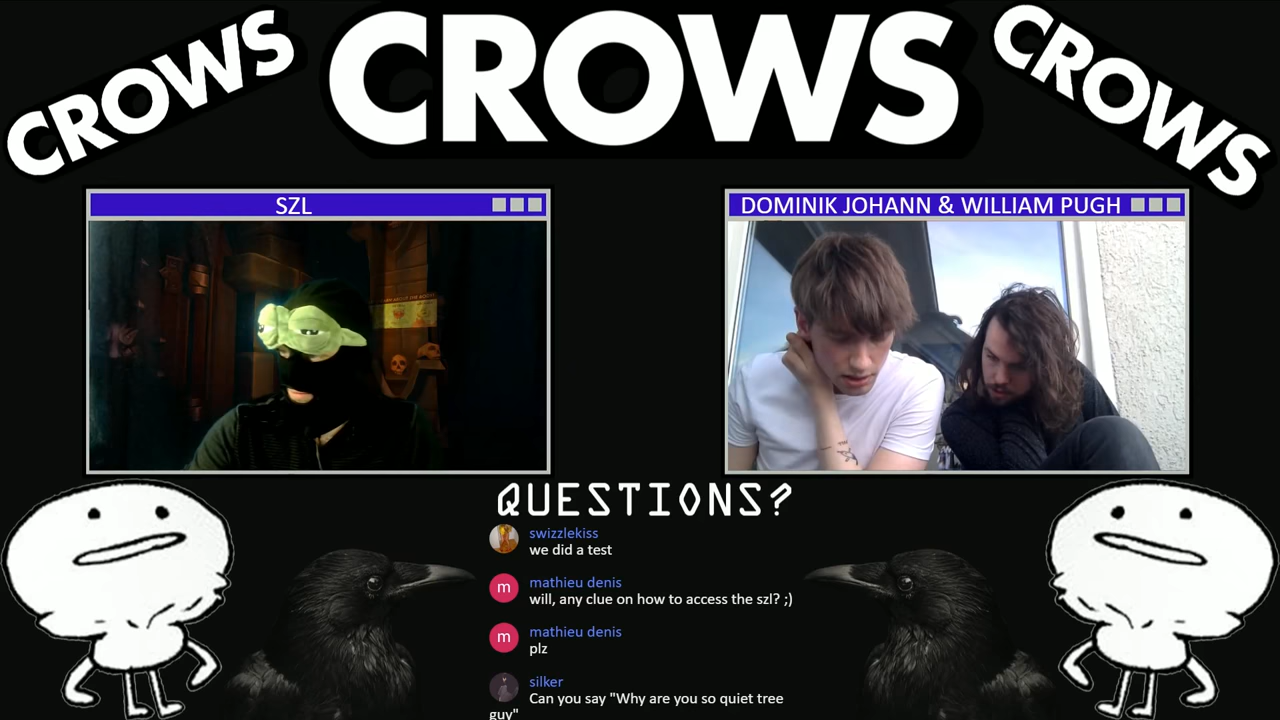 CROWS
CROWS
CROWS
SZL
DOMINIK JOHANN & WILLIAM PUGH
QUESTIONS?
swizzlekiss
we did a test
mathieu denis
m
will, any clue on how to access the szl? ;)
mathieu denis
m
plz
silker
Can you say "Why are you so quiet tree
guy"